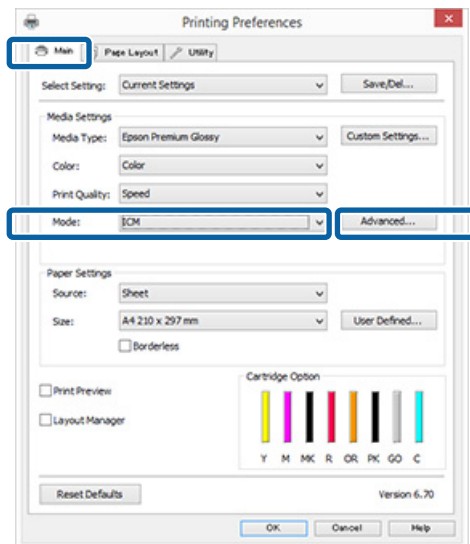 Printing Preferences
Main Page Layout Utility
Select Setting: Current Settings Save/Del...
Media Settings
Media Type: Epson Premium Glossy Custom Settings...
Color: Color
Print Quality: Speed
Mode: ICM Advanced...
Paper Settings
Source: Sheet
Size: A4 210 x 297 mm User Defined...
Borderless
Cartridge Option
Print Preview
Layout Manager
Y M MK R OR PK GO C
Reset Defaults Version 6.70
OK Cancel Help